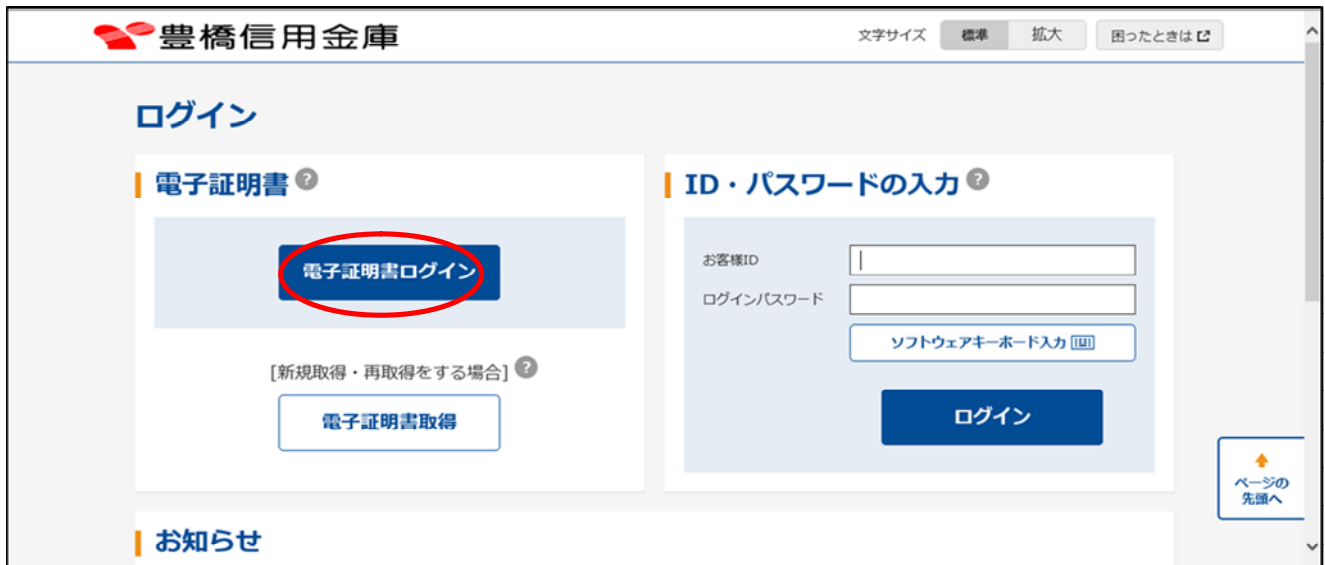 豊橋信用金庫
文字サイズ 標準 拡大 困ったときは
ログイン
電子証明書 ?
電子証明書ログイン
[新規取得・再取得をする場合] ?
電子証明書取得
ID・パスワードの入力 ?
お客様ID
ログインパスワード
ソフトウェアキーボード入力
ログイン
ページの
先頭へ
お知らせ